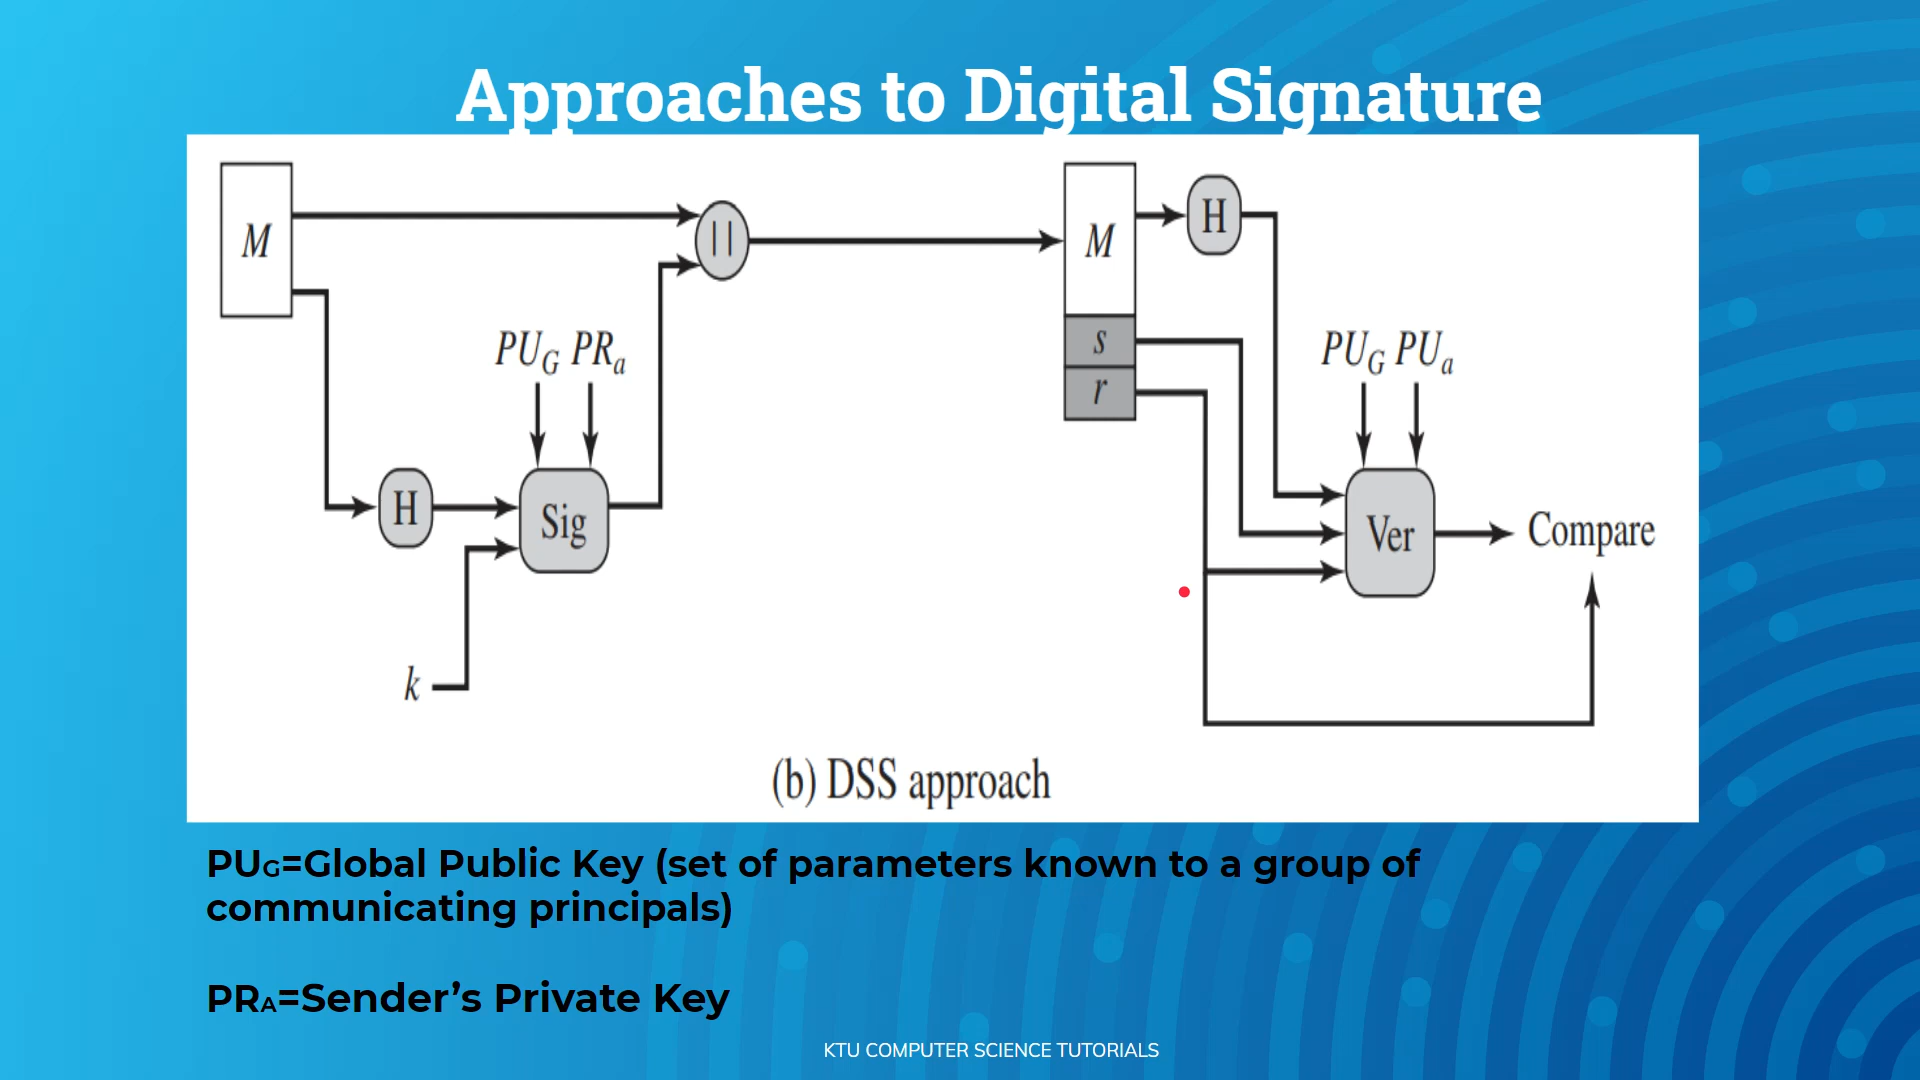 Approaches to Digital Signature
M
||
M
H
s
r
PUG PRa
PUG PUa
H
Sig
Ver
Compare
k
(b) DSS approach
PUG=Global Public Key (set of parameters known to a group of
communicating principals)
PRA=Sender’s Private Key
KTU COMPUTER SCIENCE TUTORIALS